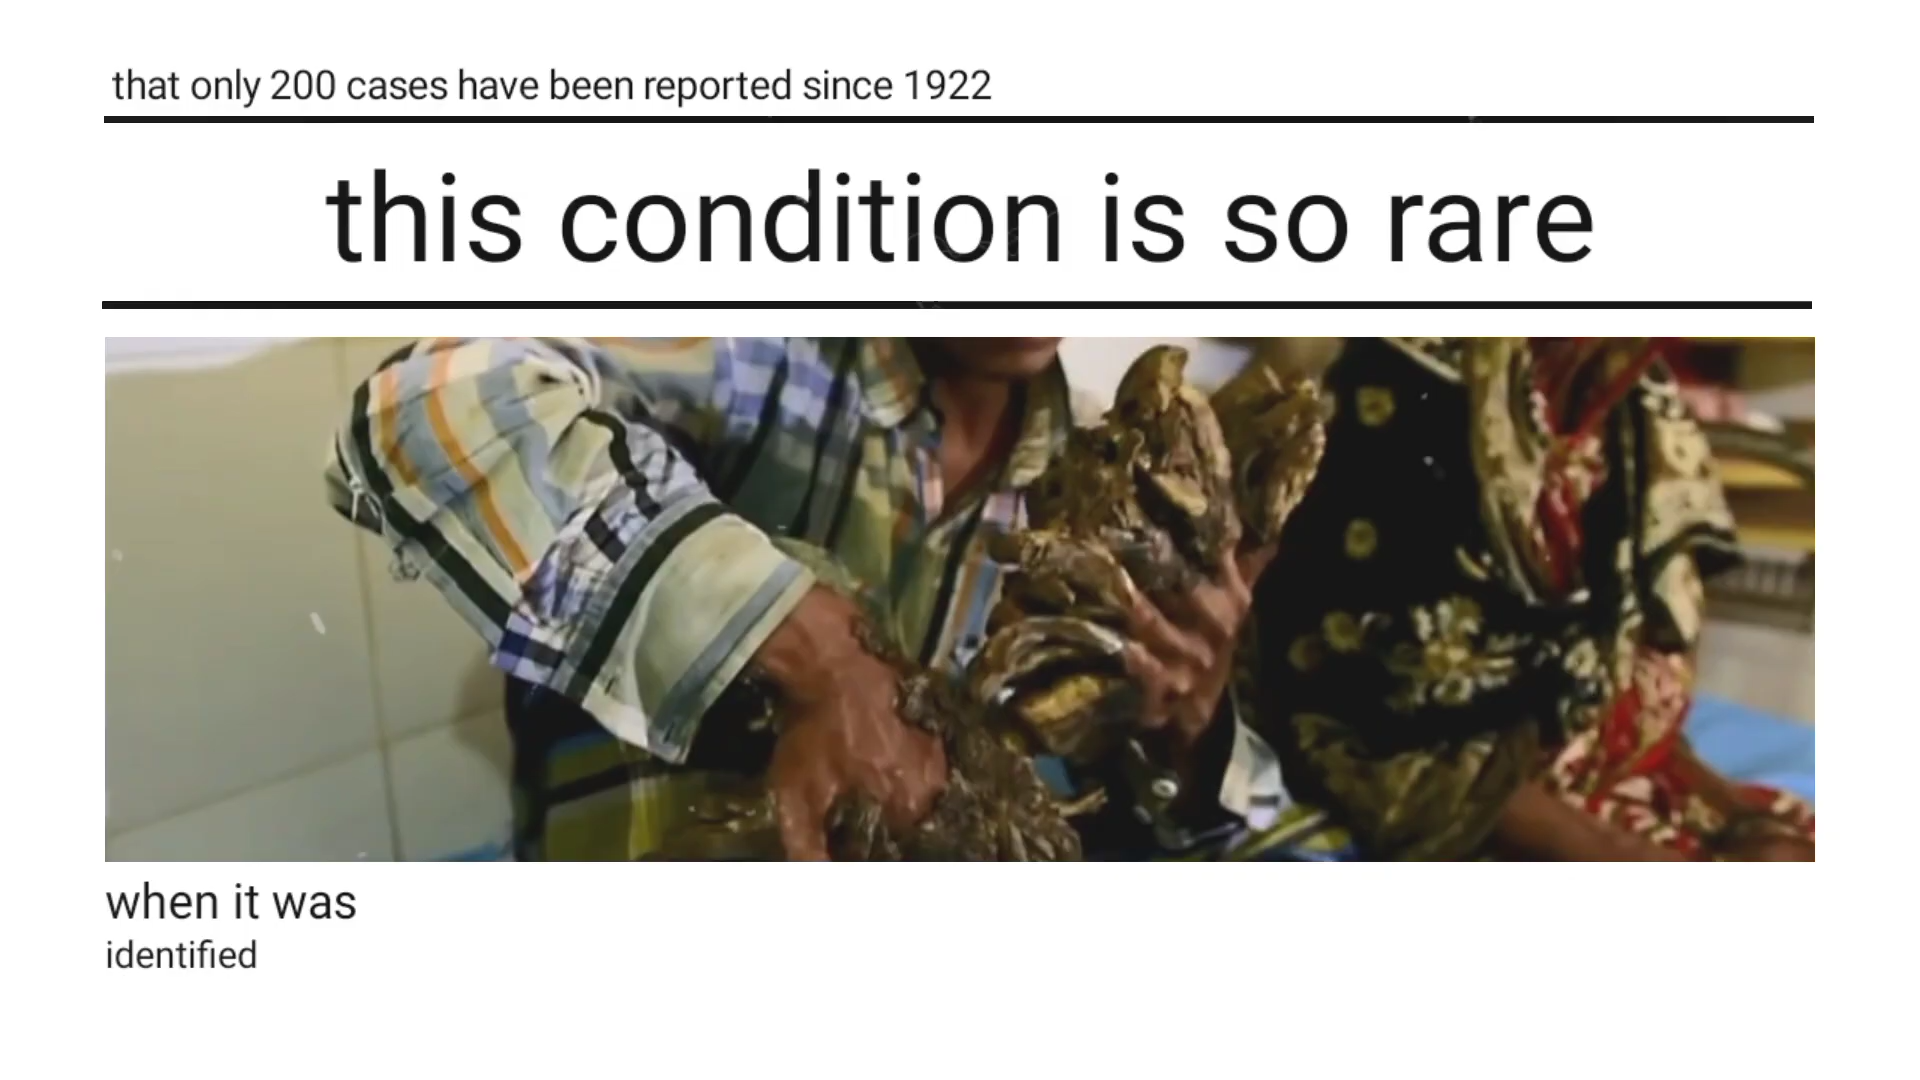 that only 200 cases have been reported since 1922
this condition is so rare
when it was
identified